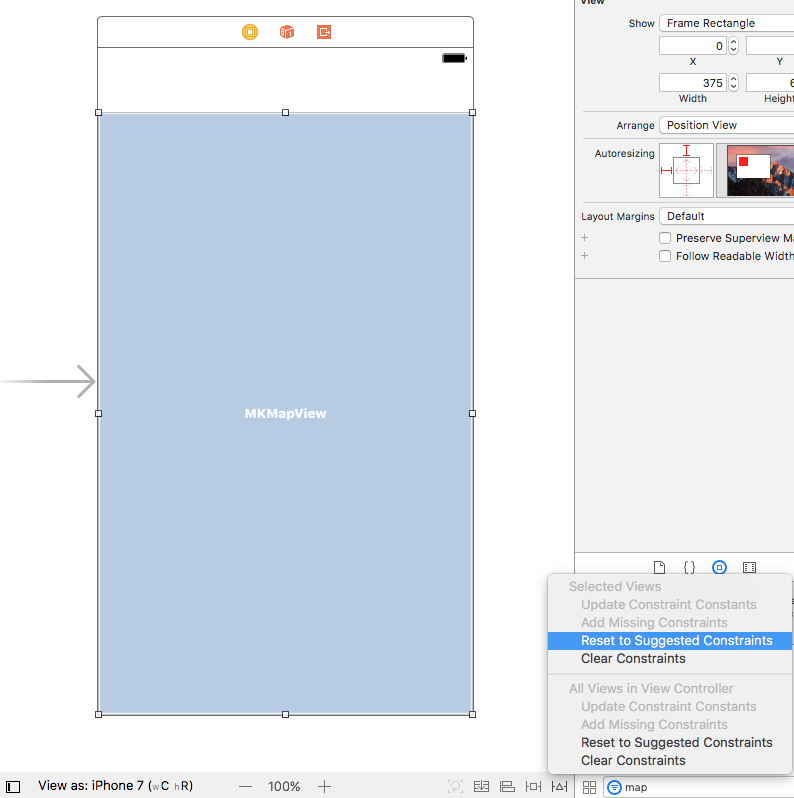 View
Show Frame Rectangle
0
X Y
375 6
Width Height
Arrange Position View
Autoresizing
Layout Margins Default
Preserve Superview Ma
Follow Readable Width
MKMapView
{}
Selected Views
Update Constraint Constants
Add Missing Constraints
Reset to Suggested Constraints
Clear Constraints
All Views in View Controller
Update Constraint Constants
Add Missing Constraints
Reset to Suggested Constraints
Clear Constraints
View as: iPhone 7 (wC hR)
— 100% +
map